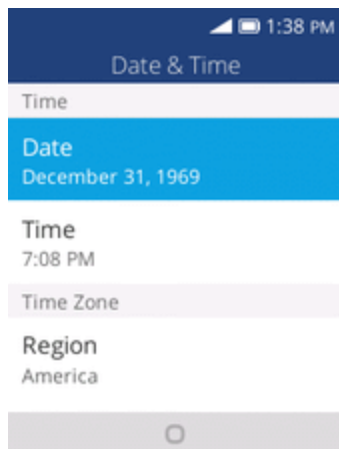 1:38 PM
Date & Time
Time
Date
December 31, 1969
Time
7:08 PM
Time Zone
Region
America